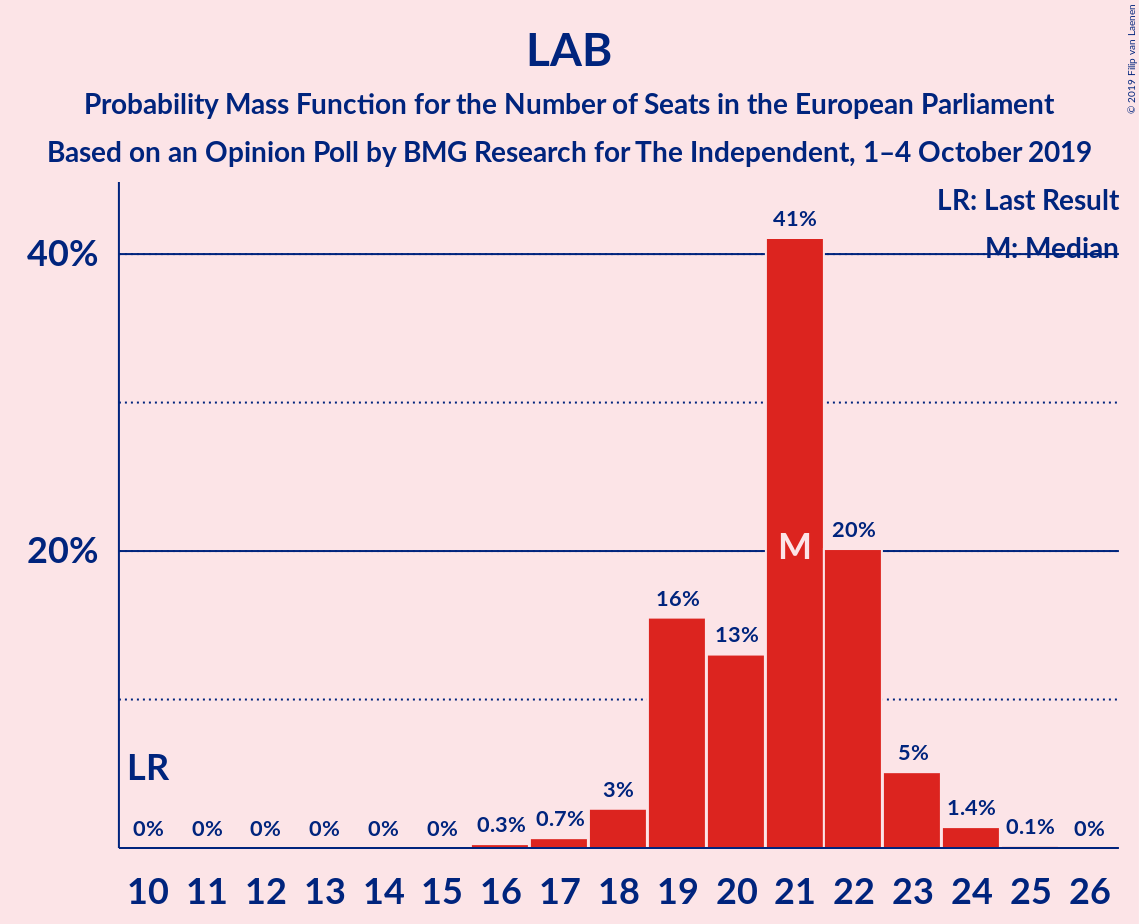 LAB
Probability Mass Function for the Number of Seats in the European Parliament
Based on an Opinion Poll by BMG Research for The Independent, 1–4 October 2019
© 2019 Filip van Laenen
LR: Last Result
M: Median
41%
40%
20%
20%
M
16%
13%
5%
LR
3%
1.4%
0.7%
0.3%
0.1%
0% 0% 0% 0% 0% 0% 0%
10 11 12 13 14 15 16 17 18 19 20 21 22 23 24 25 26